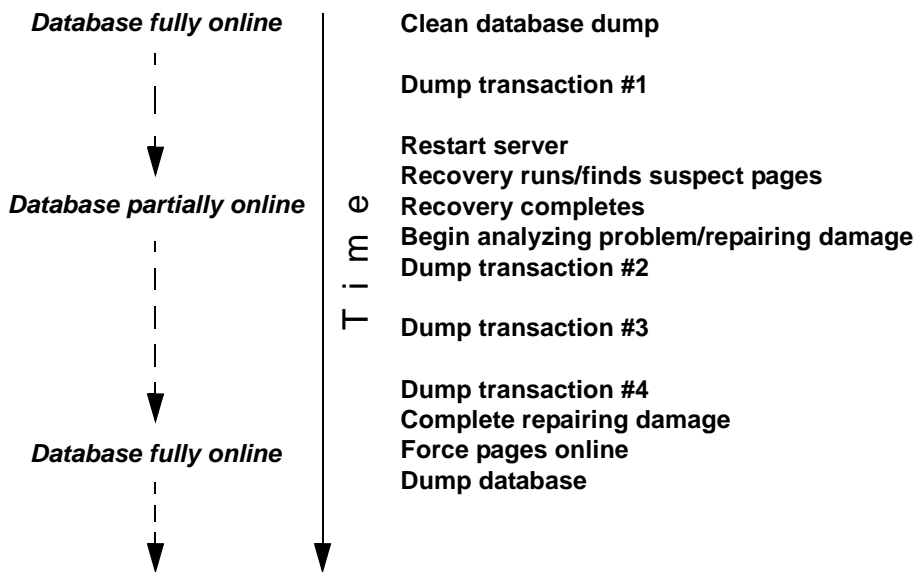 Database fully online
Clean database dump
Dump transaction #1
Restart server
Recovery runs/finds suspect pages
Database partially online
Recovery completes
Begin analyzing problem/repairing damage
Dump transaction #2
Time
Dump transaction #3
Dump transaction #4
Complete repairing damage
Database fully online
Force pages online
Dump database